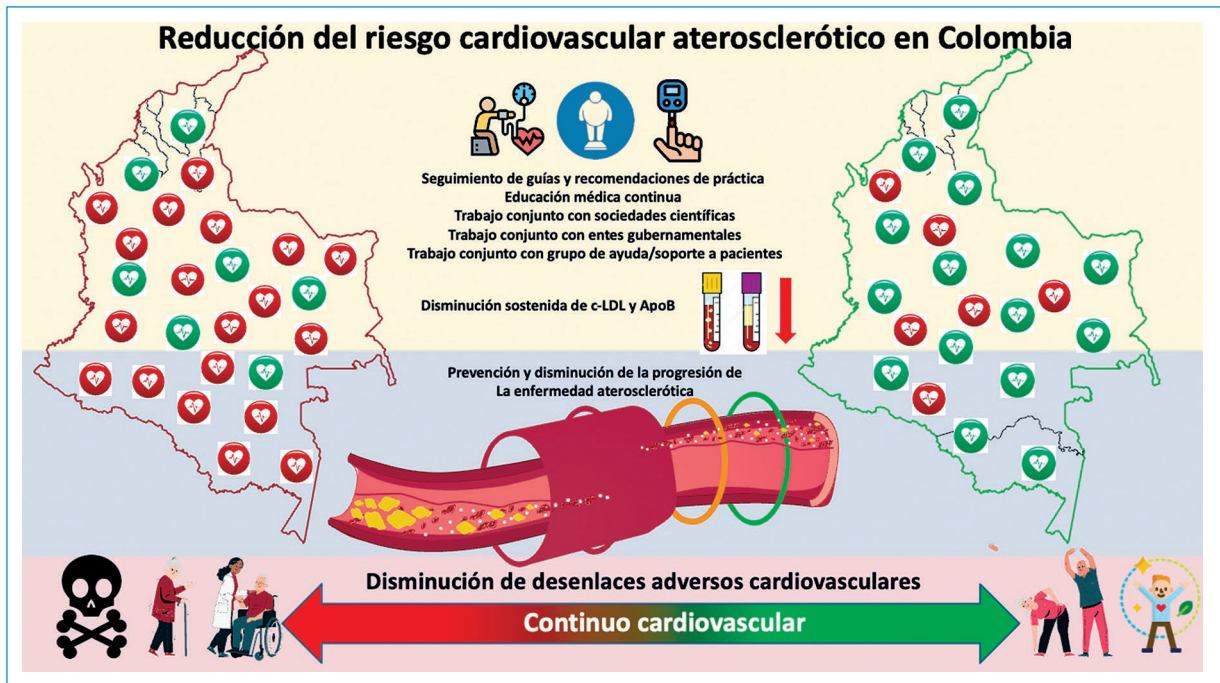 Reducción del riesgo cardiovascular aterosclerótico en Colombia
Seguimiento de guías y recomendaciones de práctica
Educación médica continua
Trabajo conjunto con sociedades científicas
Trabajo conjunto con entes gubernamentales
Trabajo conjunto con grupo de ayuda/soporte a pacientes
Disminución sostenida de c-LDL y ApoB
Prevención y disminución de la progresión de
La enfermedad aterosclerótica
Disminución de desenlaces adversos cardiovasculares
Continuo cardiovascular